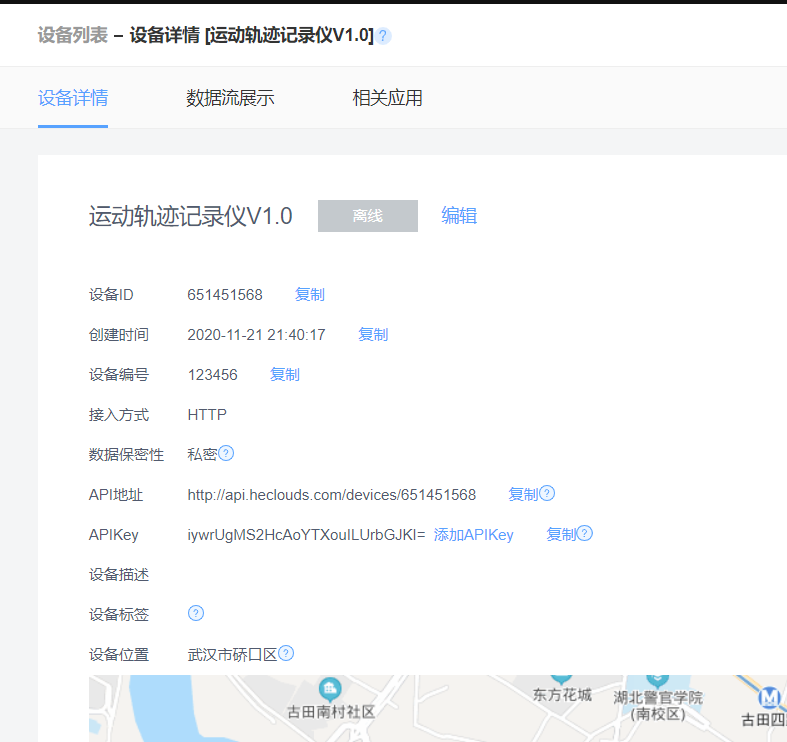 设备列表 – 设备详情 [运动轨迹记录仪V1.0] ?
设备详情 数据流展示 相关应用
运动轨迹记录仪V1.0 离线 编辑
设备ID 651451568 复制
创建时间 2020-11-21 21:40:17 复制
设备编号 123456 复制
接入方式 HTTP
数据保密性 私密 ?
API地址 http://api.heclouds.com/devices/651451568 复制 ?
APIKey iywrUgMS2HcAoYTXouILUrbGJKI= 添加APIKey 复制 ?
设备描述
设备标签 ?
设备位置 武汉市硚口区 ?
古田南村社区
东方花城
湖北警官学院
(南校区)
古田四